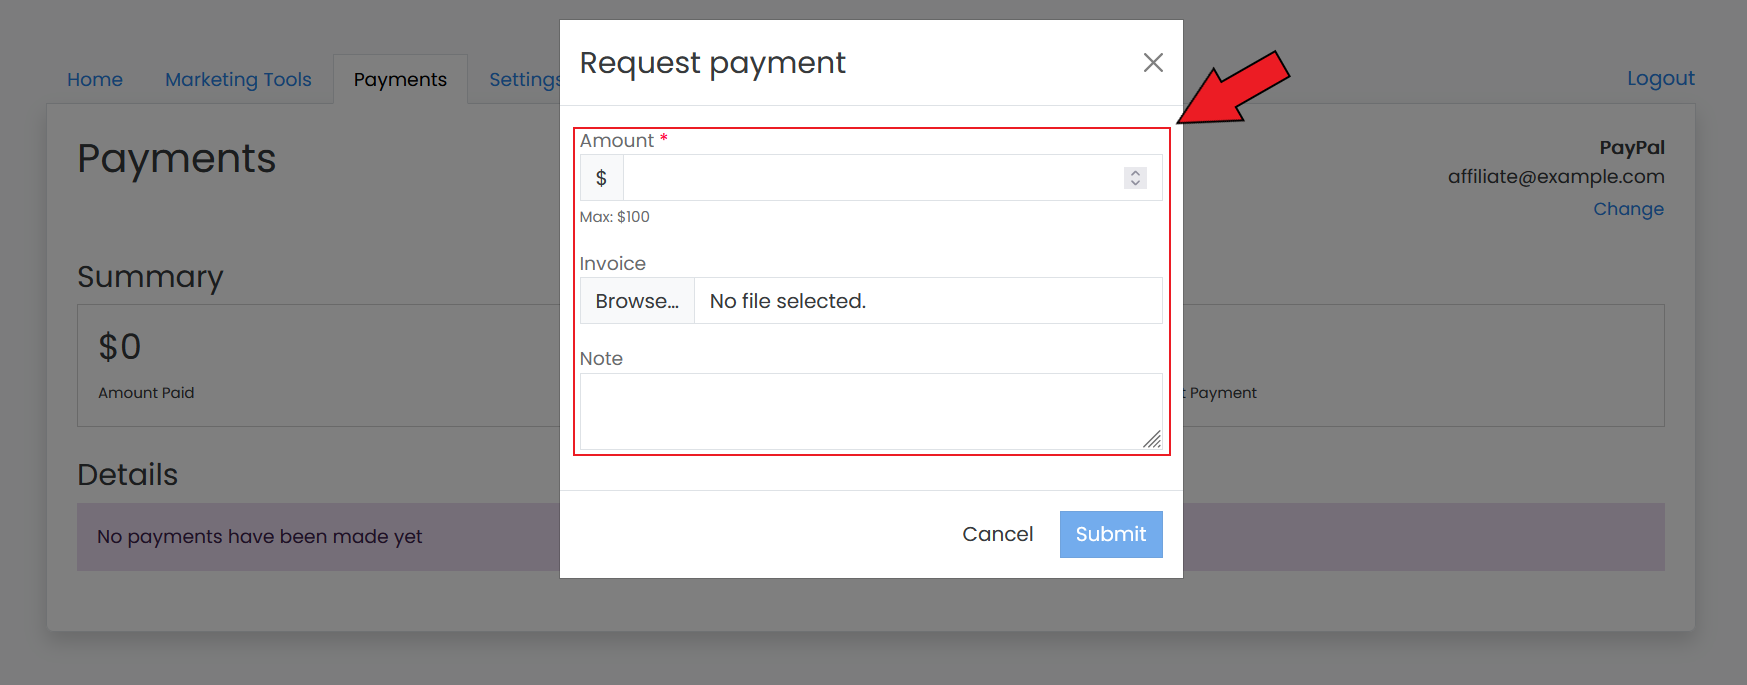 Home Marketing Tools Payments Settings Logout
Payments
PayPal
affiliate@example.com
Change
Summary
$0
Amount Paid
Payment
Details
No payments have been made yet
Request payment
Amount *
$
Max: $100
Invoice
Browse... No file selected.
Note
Cancel Submit